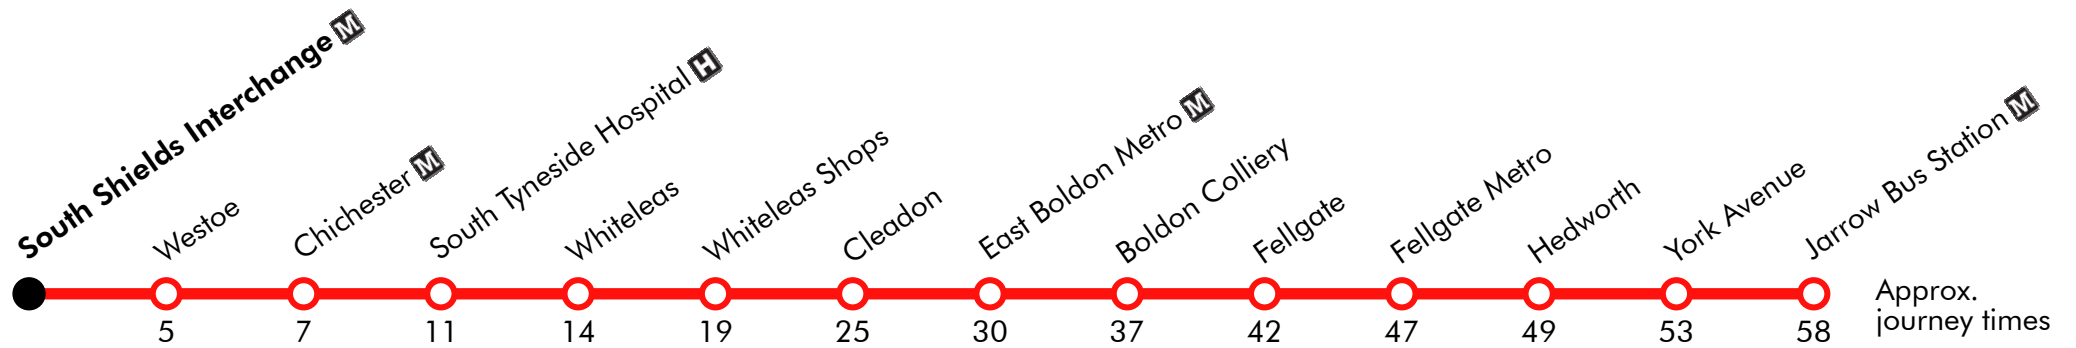 South Shields Interchange M
Westoe
Chichester M
South Tyneside Hospital H
Whiteleas
Whiteleas Shops
Cleadon
East Boldon Metro M
Boldon Colliery
Fellgate
Fellgate Metro
Hedworth
York Avenue
Jarrow Bus Station M
5 7 11 14 19 25 30 37 42 47 49 53 58
Approx.
journey times